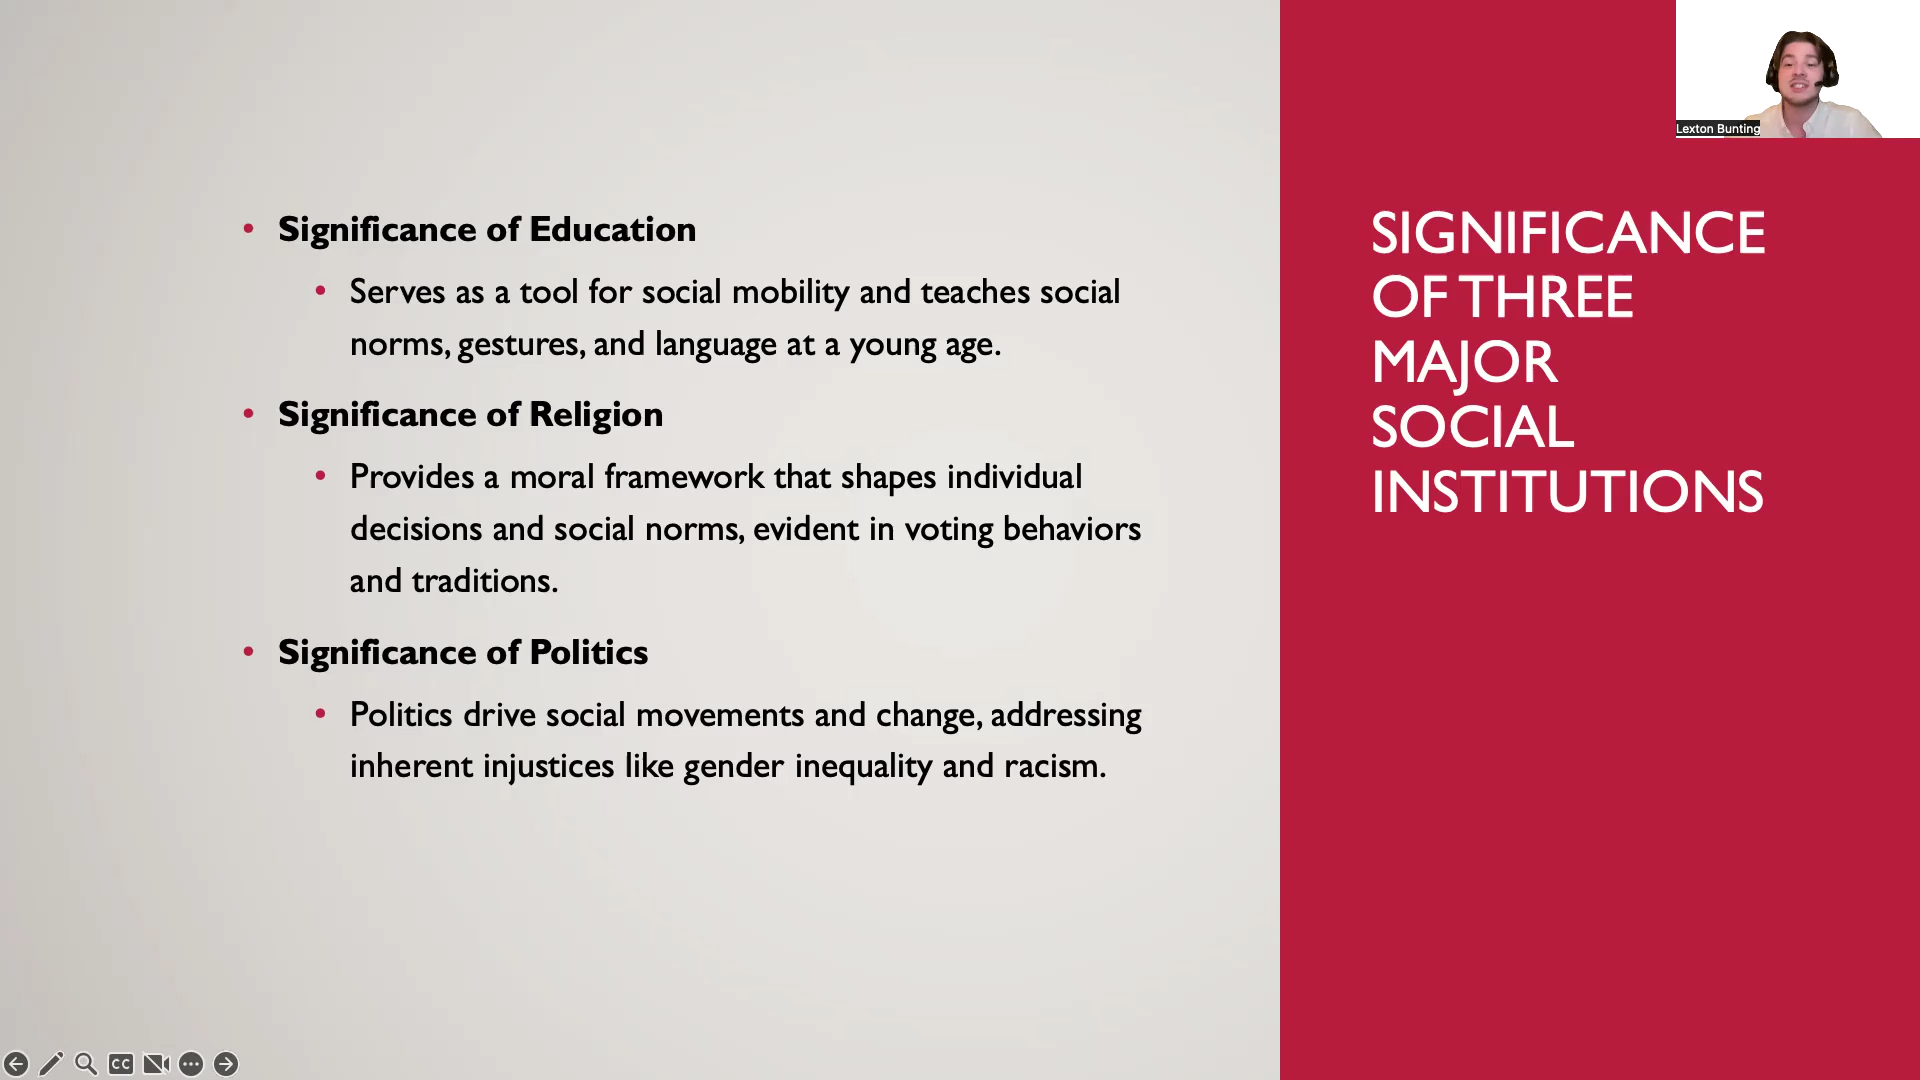 • Significance of Education
• Serves as a tool for social mobility and teaches social
norms, gestures, and language at a young age.
• Significance of Religion
• Provides a moral framework that shapes individual
decisions and social norms, evident in voting behaviors
and traditions.
• Significance of Politics
• Politics drive social movements and change, addressing
inherent injustices like gender inequality and racism.
Lexton Bunting
SIGNIFICANCE
OF THREE
MAJOR
SOCIAL
INSTITUTIONS
CC